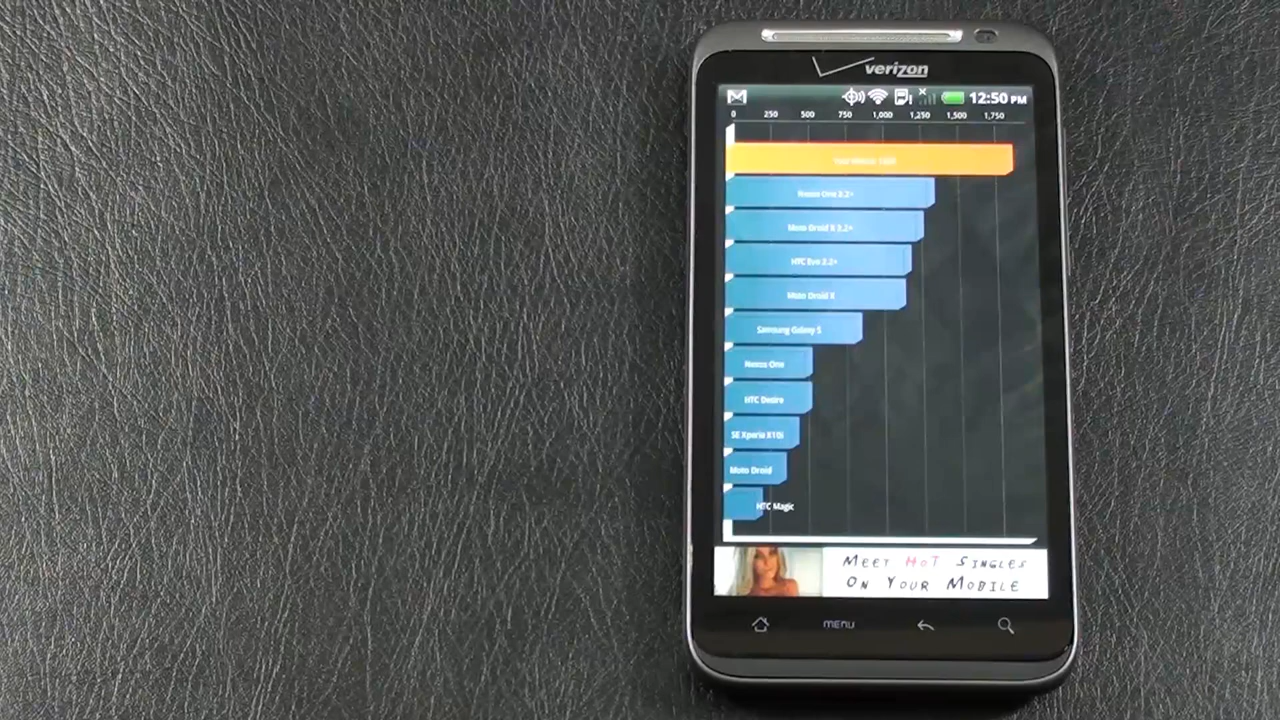 verizon
12:50 PM
0 250 500 750 1,000 1,250 1,500 1,750
Nexus One 2.2+
Moto Droid X 2.2+
HTC Evo 2.2+
Moto Droid X
Samsung Galaxy S
Nexus One
HTC Desire
SE Xperia X10i
Moto Droid
HTC Magic
MEET HOT SINGLES
ON YOUR MOBILE
MENU